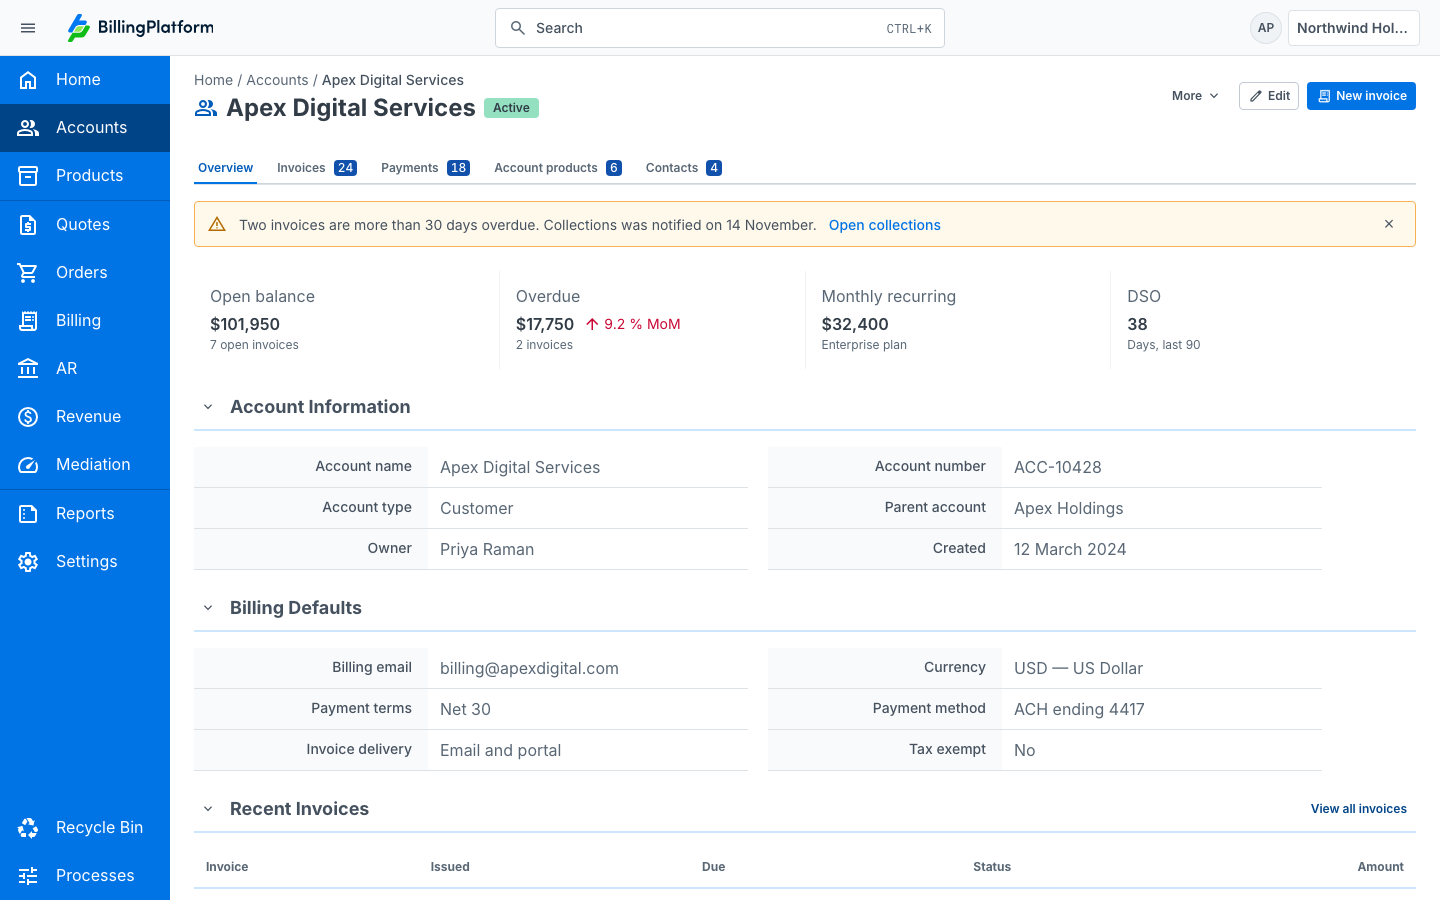 BillingPlatform
Search
CTRL+K
AP
Northwind Hol...
Home
Accounts
Products
Quotes
Orders
Billing
AR
Revenue
Mediation
Reports
Settings
Recycle Bin
Processes
Home / Accounts / Apex Digital Services
Apex Digital Services
Active
More
Edit
New invoice
Overview
Invoices 24
Payments 18
Account products 6
Contacts 4
Two invoices are more than 30 days overdue. Collections was notified on 14 November. Open collections
Open balance
$101,950
7 open invoices
Overdue
$17,750 9.2 % MoM
2 invoices
Monthly recurring
$32,400
Enterprise plan
DSO
38
Days, last 90
Account Information
Account name Apex Digital Services
Account number ACC-10428
Account type Customer
Parent account Apex Holdings
Owner Priya Raman
Created 12 March 2024
Billing Defaults
Billing email billing@apexdigital.com
Currency USD — US Dollar
Payment terms Net 30
Payment method ACH ending 4417
Invoice delivery Email and portal
Tax exempt No
Recent Invoices
View all invoices
Invoice Issued Due Status Amount